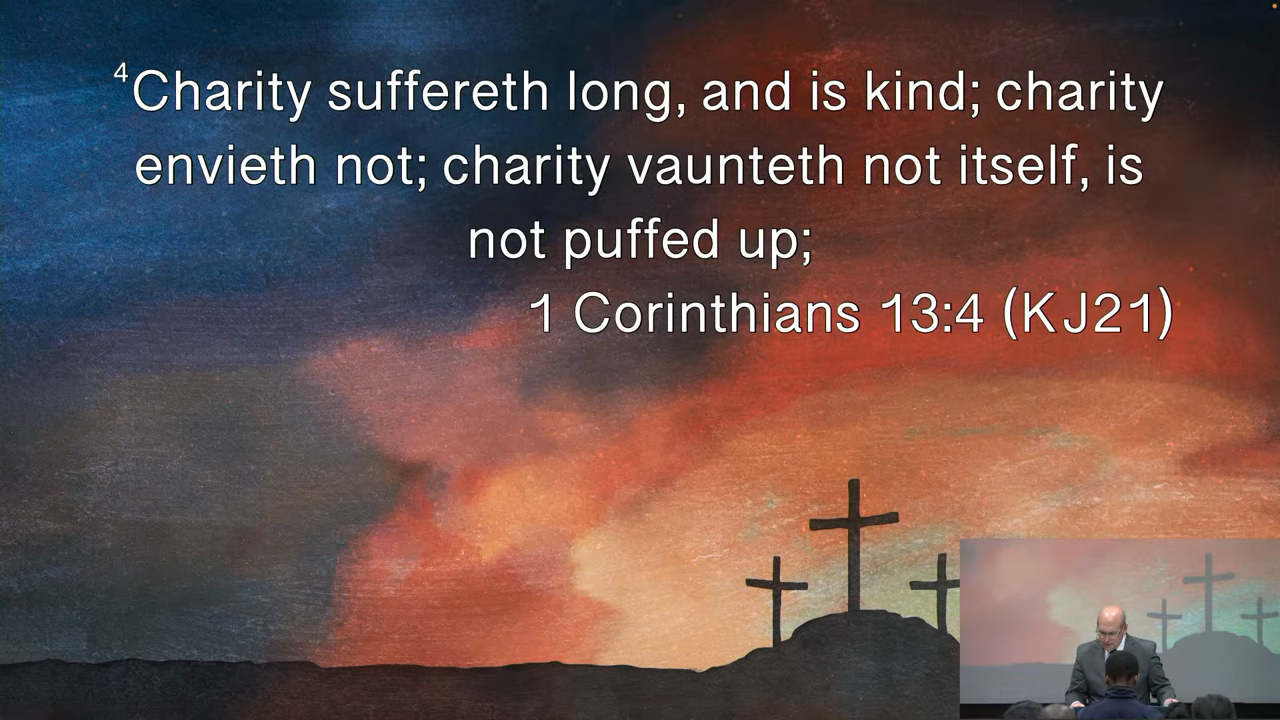 4Charity suffereth long, and is kind; charity
envieth not; charity vaunteth not itself, is
not puffed up;
1 Corinthians 13:4 (KJ21)